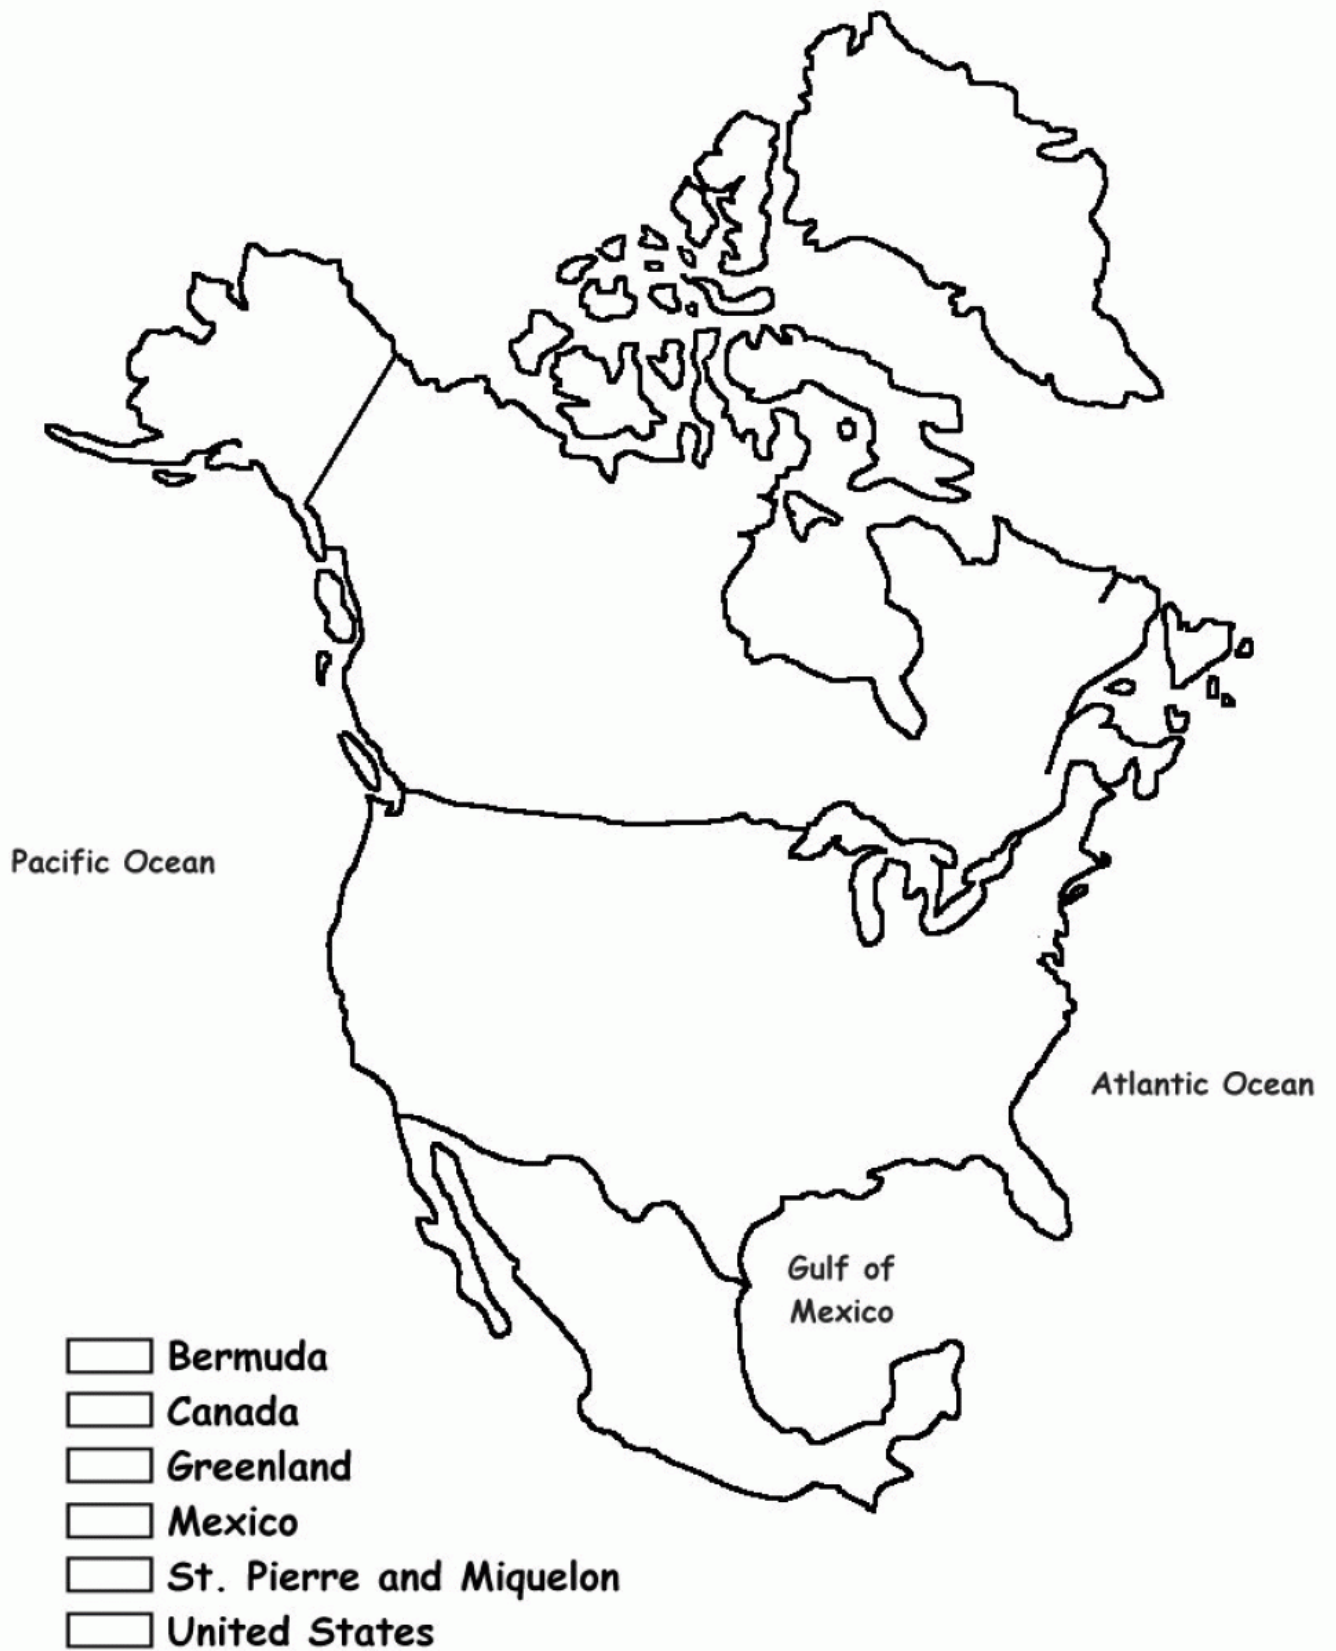 Pacific Ocean
Atlantic Ocean
Gulf of
Mexico
Bermuda
Canada
Greenland
Mexico
St. Pierre and Miquelon
United States